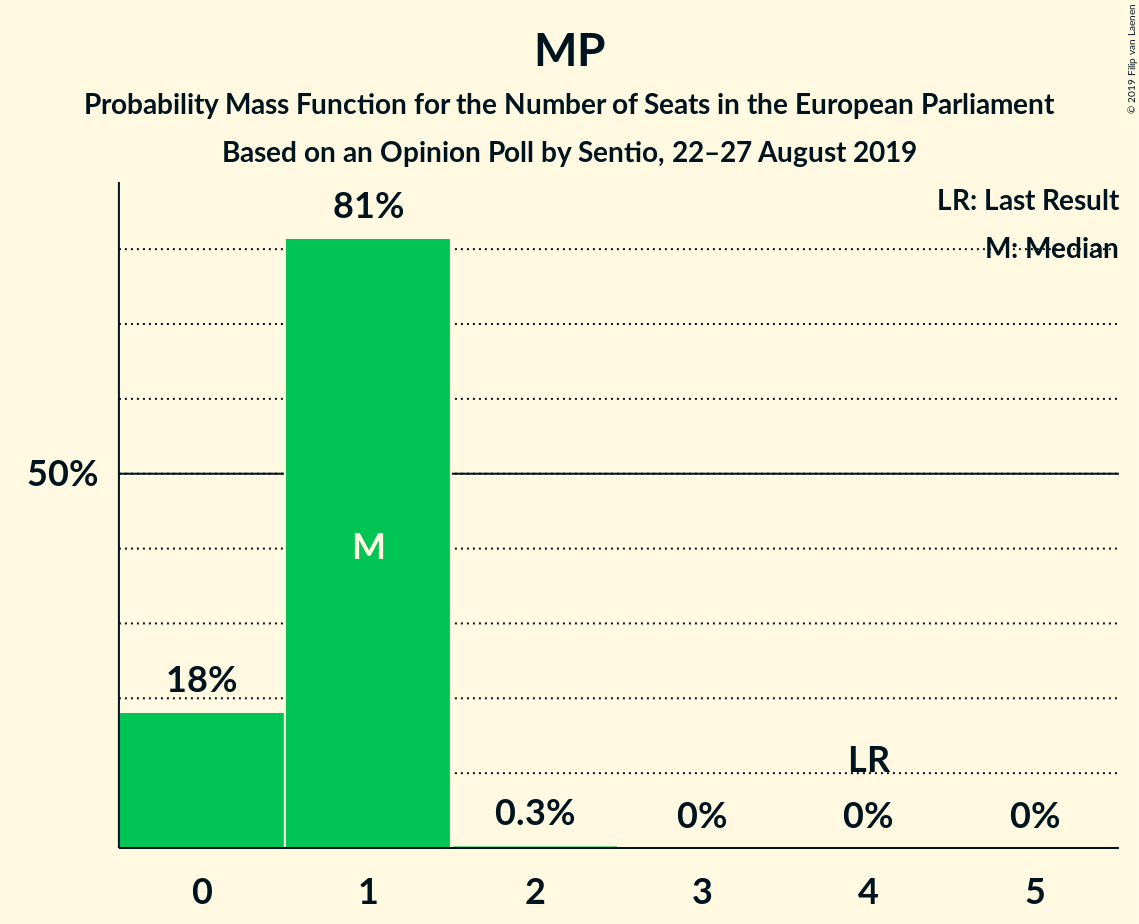 MP
Probability Mass Function for the Number of Seats in the European Parliament
Based on an Opinion Poll by Sentio, 22–27 August 2019
© 2019 Filip van Laenen
LR: Last Result
M: Median
81%
50%
M
18%
LR
0.3%
0%
0%
0%
0 1 2 3 4 5